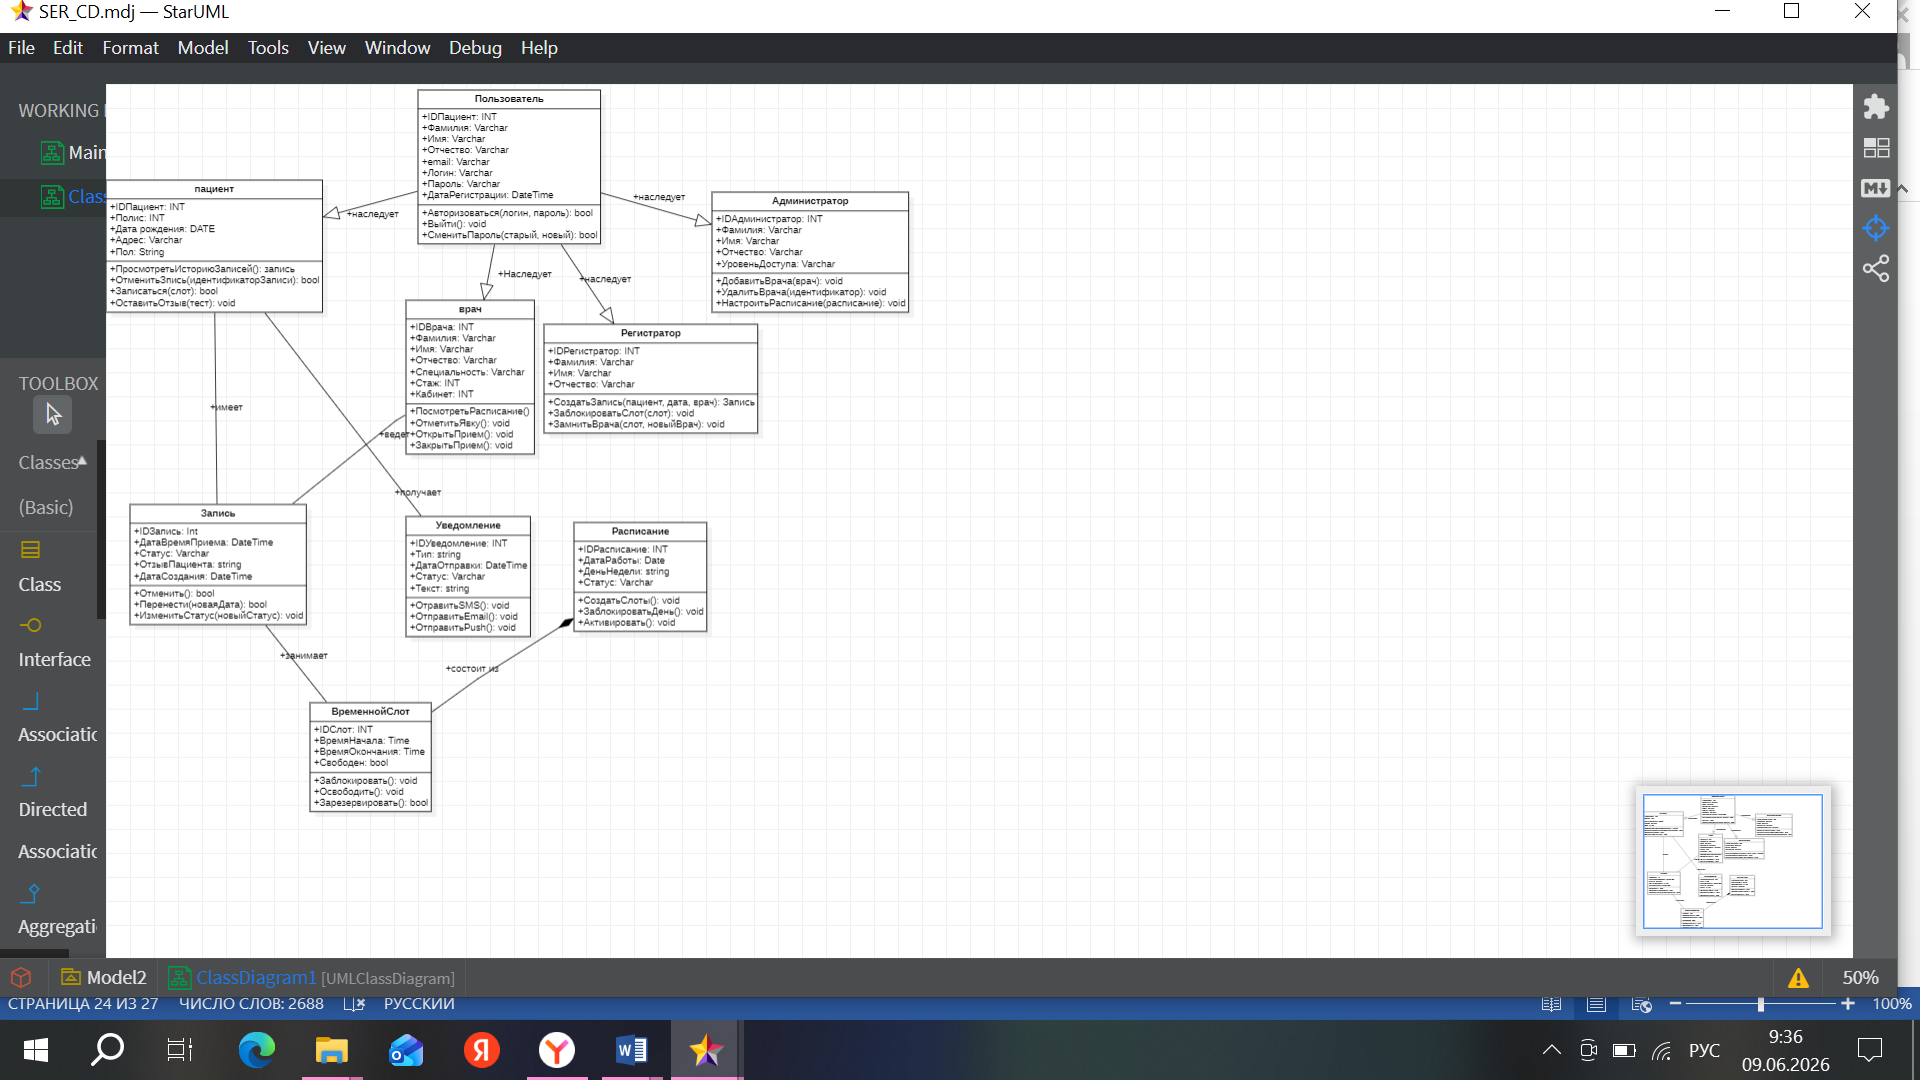 SER_CD.mdj — StarUML
File Edit Format Model Tools View Window Debug Help
WORKING
Main
Clas
TOOLBOX
Classes
(Basic)
Class
Interface
Associatic
Directed
Associatic
Aggregati
Пользователь
+IDПациент: INT
+Фамилия: Varchar
+Имя: Varchar
+Отчество: Varchar
+email: Varchar
+Логин: Varchar
+Пароль: Varchar
+ДатаРегистрации: DateTime
+Авторизоваться(логин, пароль): bool
+Выйти(): void
+СменитьПароль(старый, новый): bool
пациент
+IDПациент: INT
+Полис: INT
+Дата рождения: DATE
+Адрес: Varchar
+Пол: String
+ПросмотретьИсториюЗаписей(): запись
+ОтменитьЗпись(идентификаторЗаписи): bool
+Записаться(слот): bool
+ОставитьОтзыв(тест): void
+наследует
+наследует
+Наследует
+наследует
Администратор
+IDАдминистратор: INT
+Фамилия: Varchar
+Имя: Varchar
+Отчество: Varchar
+УровеньДоступа: Varchar
+ДобавитьВрача(врач): void
+УдалитьВрача(идентификатор): void
+НастроитьРасписание(расписание): void
врач
+IDВрача: INT
+Фамилия: Varchar
+Имя: Varchar
+Отчество: Varchar
+Специальность: Varchar
+Стаж: INT
+Кабинет: INT
+ПосмотретьРасписание()
+ОтметитьЯвку(): void
+ОткрытьПрием(): void
+ЗакрытьПрием(): void
Регистратор
+IDРегистратор: INT
+Фамилия: Varchar
+Имя: Varchar
+Отчество: Varchar
+СоздатьЗапись(пациент, дата, врач): Запись
+ЗаблокироватьСлот(слот): void
+ЗамнитьВрача(слот, новыйВрач): void
+имеет
+ведет
+получает
Запись
+IDЗапись: Int
+ДатаВремяПриема: DateTime
+Статус: Varchar
+ОтзывПациента: string
+ДатаСоздания: DateTime
+Отменить(): bool
+Перенести(новаяДата): bool
+ИзменитьСтатус(новыйСтатус): void
Уведомление
+IDУведомление: INT
+Тип: string
+ДатаОтправки: DateTime
+Статус: Varchar
+Текст: string
+ОтравитьSMS(): void
+ОтправитьEmail(): void
+ОтправитьPush(): void
Расписание
+IDРасписание: INT
+ДатаРаботы: Date
+ДеньНедели: string
+Статус: Varchar
+СоздатьСлоты(): void
+ЗаблокироватьДень(): void
+Активировать(): void
+занимает
+состоит из
ВременнойСлот
+IDСлот: INT
+ВремяНачала: Time
+ВремяОкончания: Time
+Свободен: bool
+Заблокировать(): void
+Освободить(): void
+Зарезервировать(): bool
Model2 ClassDiagram1 [UMLClassDiagram] 50%
СТРАНИЦА 24 ИЗ 27 ЧИСЛО СЛОВ: 2688 РУССКИЙ 100%
РУС
9:36
09.06.2026